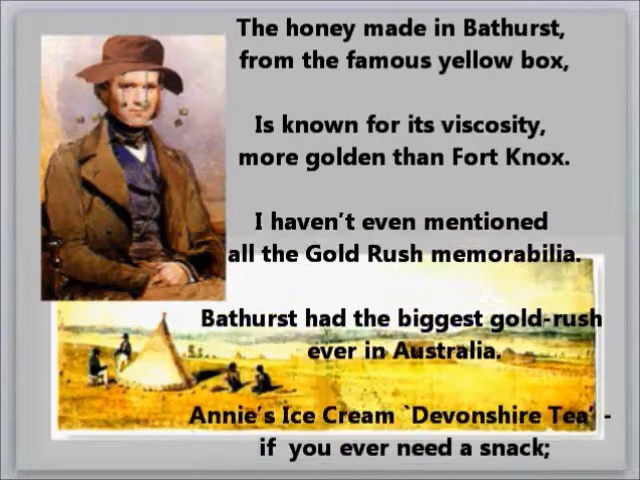 The honey made in Bathurst,
from the famous yellow box,
Is known for its viscosity,
more golden than Fort Knox.
I haven't even mentioned
all the Gold Rush memorabilia.
Bathurst had the biggest gold-rush
ever in Australia.
Annie's Ice Cream `Devonshire Tea' -
if  you ever need a snack;